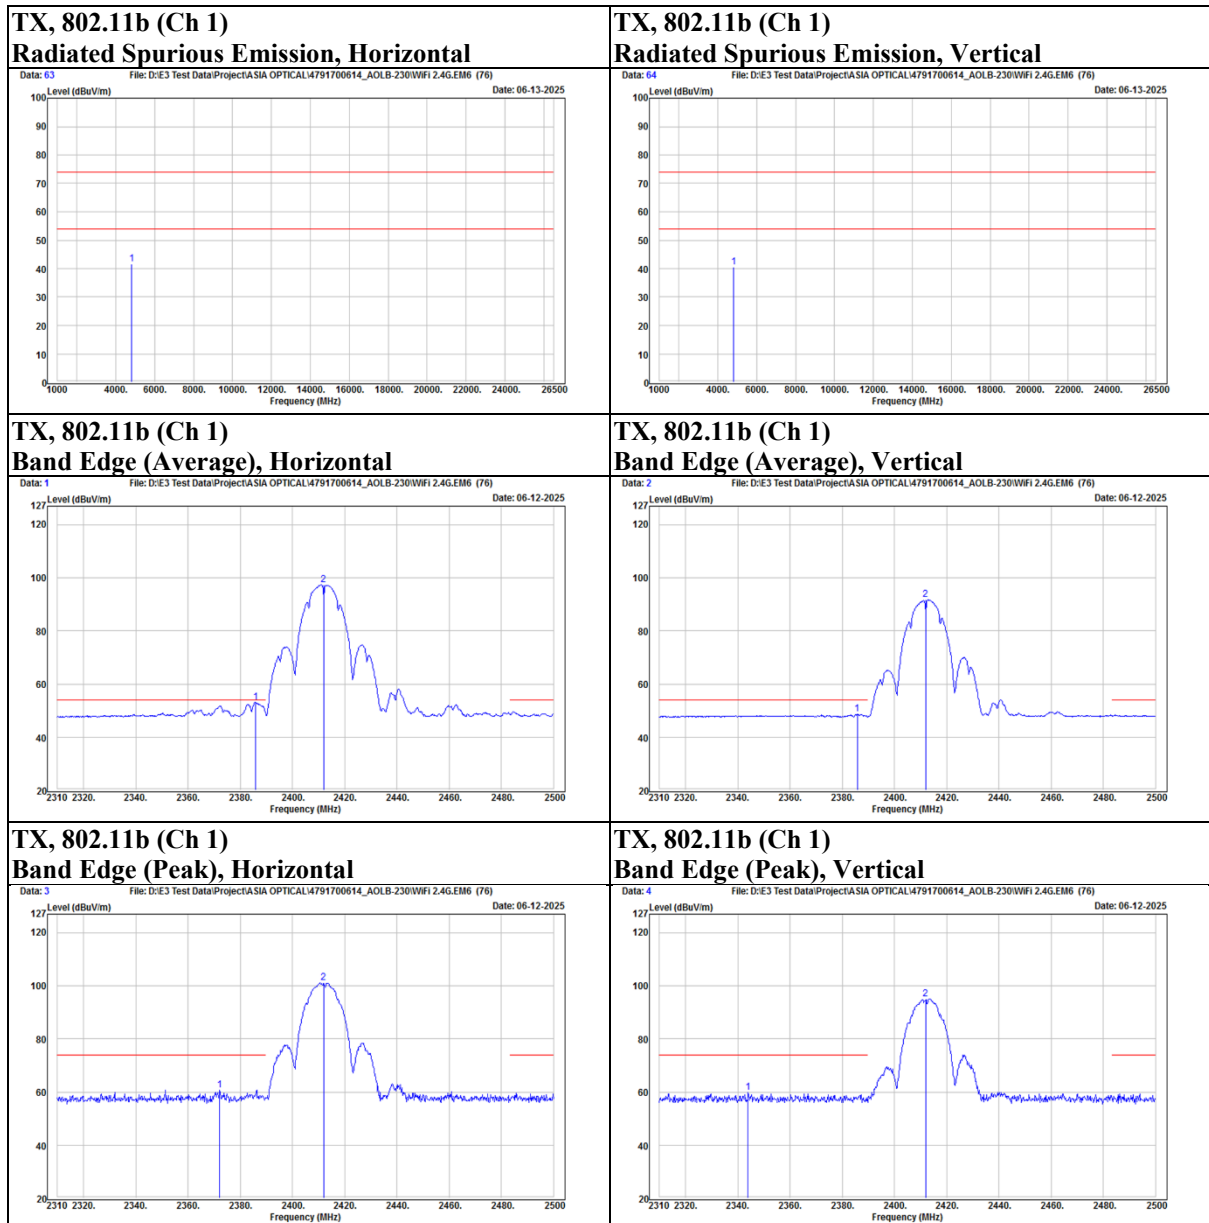 TX, 802.11b (Ch 1)
Radiated Spurious Emission, Horizontal
Data: 63 File: D:\E3 Test Data\Project\ASIA OPTICAL\4791700614_AOLB-230\WiFi 2.4G.EM6 (76)
Level (dBuV/m) Date: 06-13-2025
100
90
80
70
60
50
40
30
20
10
0
1
1000 4000. 6000. 8000. 10000. 12000. 14000. 16000. 18000. 20000. 22000. 24000. 26500
Frequency (MHz)
TX, 802.11b (Ch 1)
Radiated Spurious Emission, Vertical
Data: 64 File: D:\E3 Test Data\Project\ASIA OPTICAL\4791700614_AOLB-230\WiFi 2.4G.EM6 (76)
Level (dBuV/m) Date: 06-13-2025
100
90
80
70
60
50
40
30
20
10
0
1
1000 4000. 6000. 8000. 10000. 12000. 14000. 16000. 18000. 20000. 22000. 24000. 26500
Frequency (MHz)
TX, 802.11b (Ch 1)
Band Edge (Average), Horizontal
Data: 1 File: D:\E3 Test Data\Project\ASIA OPTICAL\4791700614_AOLB-230\WiFi 2.4G.EM6 (76)
127 Level (dBuV/m) Date: 06-12-2025
120
100
80
60
40
20
1
2
2310 2320. 2340. 2360. 2380. 2400. 2420. 2440. 2460. 2480. 2500
Frequency (MHz)
TX, 802.11b (Ch 1)
Band Edge (Average), Vertical
Data: 2 File: D:\E3 Test Data\Project\ASIA OPTICAL\4791700614_AOLB-230\WiFi 2.4G.EM6 (76)
127 Level (dBuV/m) Date: 06-12-2025
120
100
80
60
40
20
1
2
2310 2320. 2340. 2360. 2380. 2400. 2420. 2440. 2460. 2480. 2500
Frequency (MHz)
TX, 802.11b (Ch 1)
Band Edge (Peak), Horizontal
Data: 3 File: D:\E3 Test Data\Project\ASIA OPTICAL\4791700614_AOLB-230\WiFi 2.4G.EM6 (76)
127 Level (dBuV/m) Date: 06-12-2025
120
100
80
60
40
20
1
2
2310 2320. 2340. 2360. 2380. 2400. 2420. 2440. 2460. 2480. 2500
Frequency (MHz)
TX, 802.11b (Ch 1)
Band Edge (Peak), Vertical
Data: 4 File: D:\E3 Test Data\Project\ASIA OPTICAL\4791700614_AOLB-230\WiFi 2.4G.EM6 (76)
127 Level (dBuV/m) Date: 06-12-2025
120
100
80
60
40
20
1
2
2310 2320. 2340. 2360. 2380. 2400. 2420. 2440. 2460. 2480. 2500
Frequency (MHz)